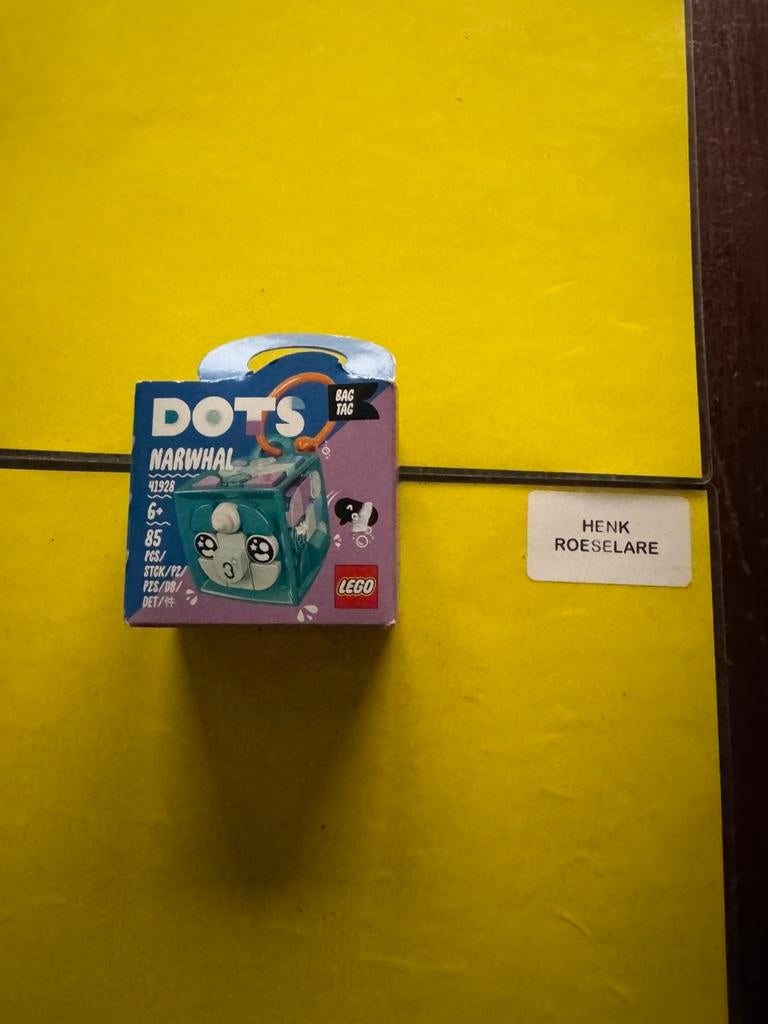 DOTS
BAG
TAG
NARWHAL
41928
6+
85
PCS/
STCK/PZ/
PZS/DB/
DET/件
LEGO
HENK
ROESELARE